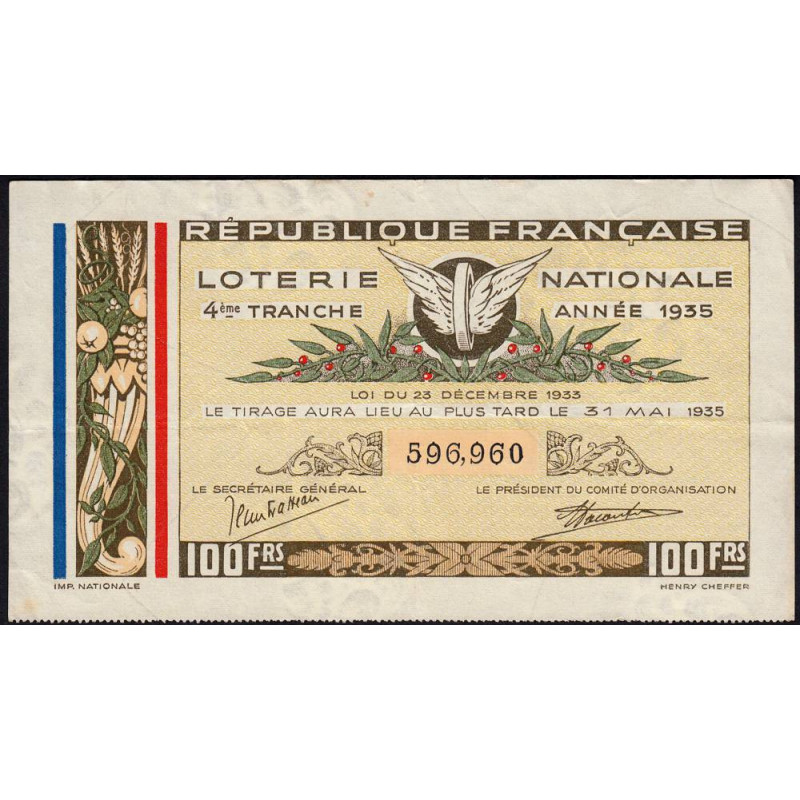 RÉPUBLIQUE FRANÇAISE
LOTERIE NATIONALE
4ème TRANCHE ANNÉE 1935
LOI DU 23 DÉCEMBRE 1933
LE TIRAGE AURA LIEU AU PLUS TARD LE 31 MAI 1935
596,960
LE SECRÉTAIRE GÉNÉRAL LE PRÉSIDENT DU COMITÉ D'ORGANISATION
100 FRS 100 FRS
IMP. NATIONALE HENRY CHEFFER